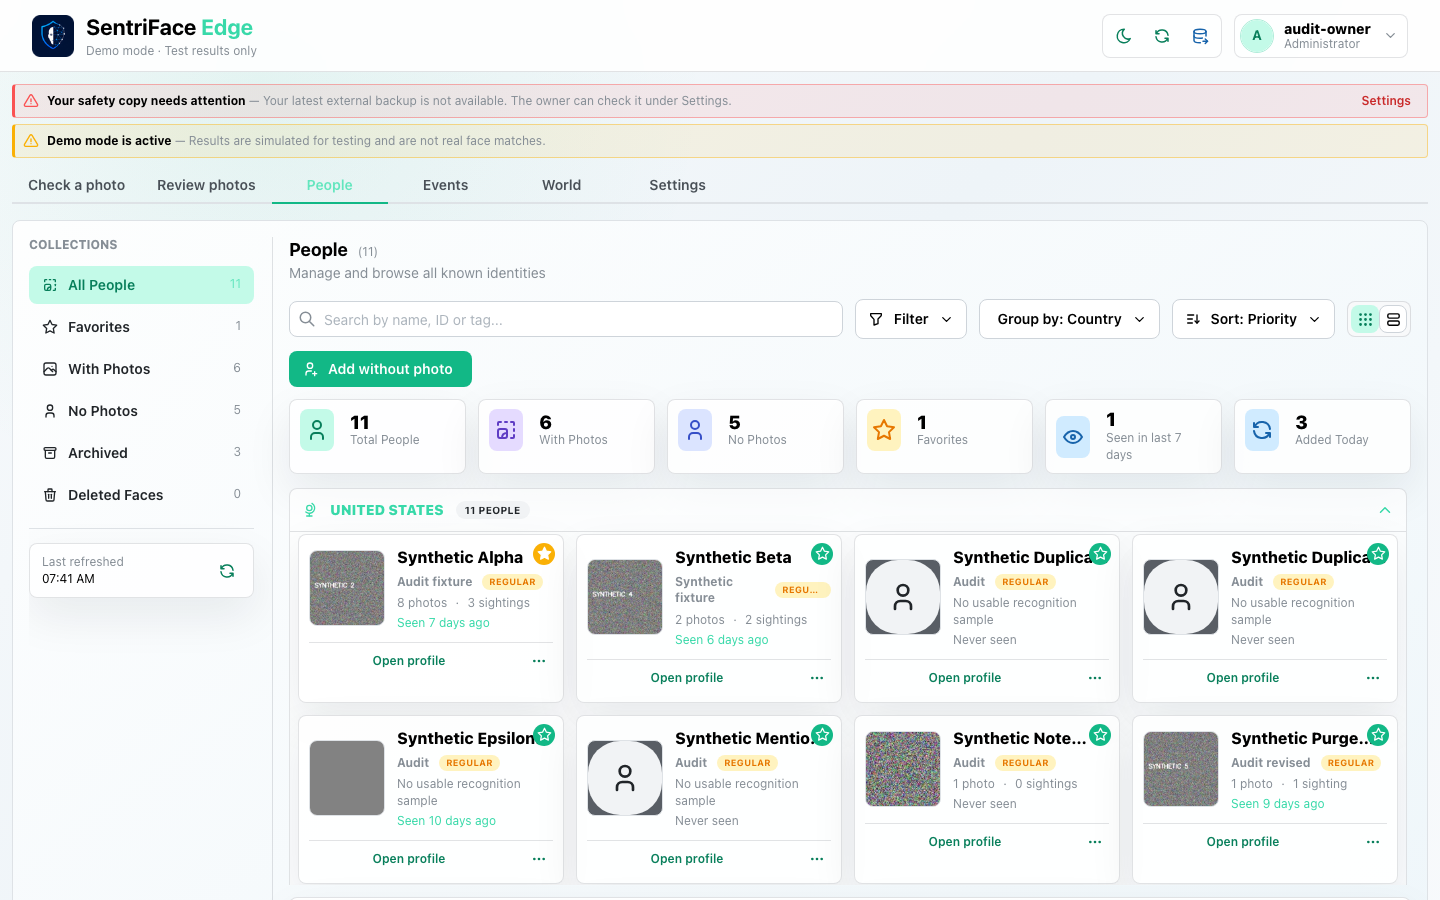 SentriFace Edge
Demo mode · Test results only
A
audit-owner
Administrator
Your safety copy needs attention — Your latest external backup is not available. The owner can check it under Settings.
Settings
Demo mode is active — Results are simulated for testing and are not real face matches.
Check a photo
Review photos
People
Events
World
Settings
COLLECTIONS
All People 11
Favorites 1
With Photos 6
No Photos 5
Archived 3
Deleted Faces 0
Last refreshed
07:41 AM
People (11)
Manage and browse all known identities
Search by name, ID or tag...
Filter
Group by: Country
Sort: Priority
Add without photo
11
Total People
6
With Photos
5
No Photos
1
Favorites
1
Seen in last 7
days
3
Added Today
UNITED STATES 11 PEOPLE
SYNTHETIC 2
Synthetic Alpha
Audit fixture REGULAR
8 photos · 3 sightings
Seen 7 days ago
Open profile
SYNTHETIC 4
Synthetic Beta
Synthetic
fixture
REGU...
2 photos · 2 sightings
Seen 6 days ago
Open profile
Synthetic Duplica
Audit REGULAR
No usable recognition
sample
Never seen
Open profile
Synthetic Duplica
Audit REGULAR
No usable recognition
sample
Never seen
Open profile
Synthetic Epsilon
Audit REGULAR
No usable recognition
sample
Seen 10 days ago
Open profile
Synthetic Mentio.
Audit REGULAR
No usable recognition
sample
Never seen
Open profile
Synthetic Note...
Audit REGULAR
1 photo · 0 sightings
Never seen
Open profile
SYNTHETIC 5
Synthetic Purge..
Audit revised REGULAR
1 photo · 1 sighting
Seen 9 days ago
Open profile